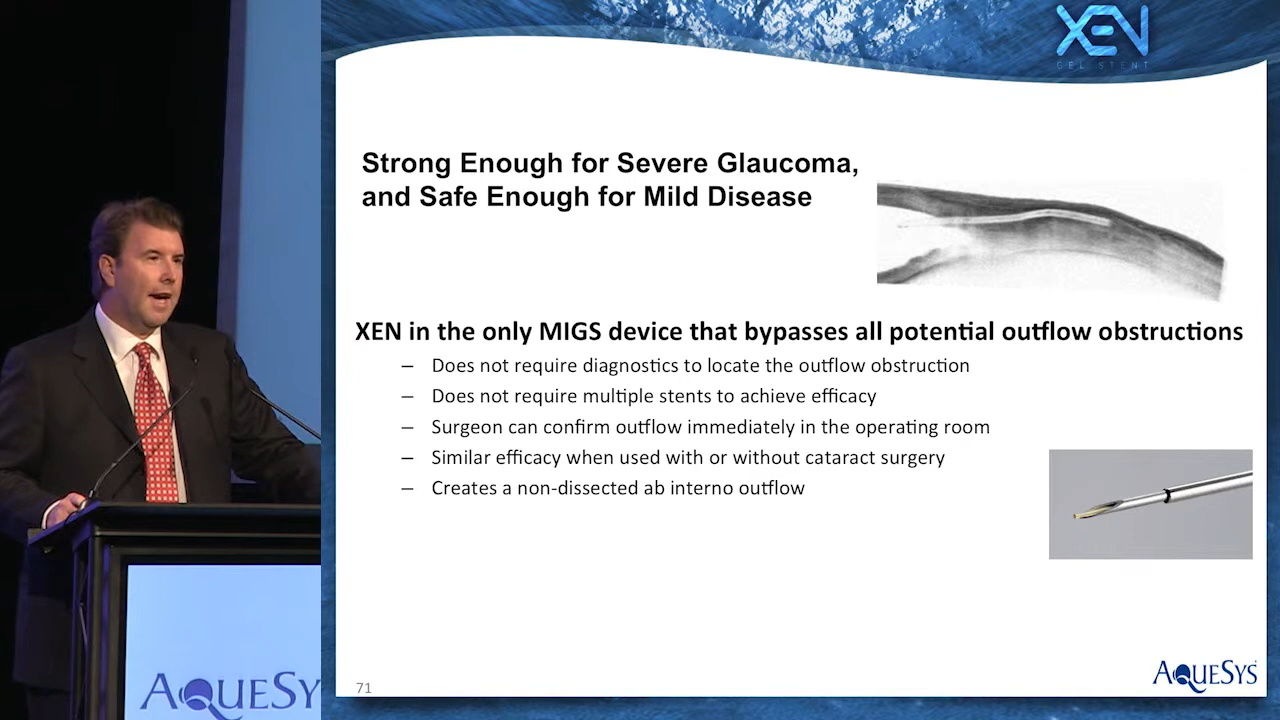 XEN
GEL STENT
Strong Enough for Severe Glaucoma,
and Safe Enough for Mild Disease
XEN in the only MIGS device that bypasses all potential outflow obstructions
– Does not require diagnostics to locate the outflow obstruction
– Does not require multiple stents to achieve efficacy
– Surgeon can confirm outflow immediately in the operating room
– Similar efficacy when used with or without cataract surgery
– Creates a non-dissected ab interno outflow
AQUESYS
71
AQUESY